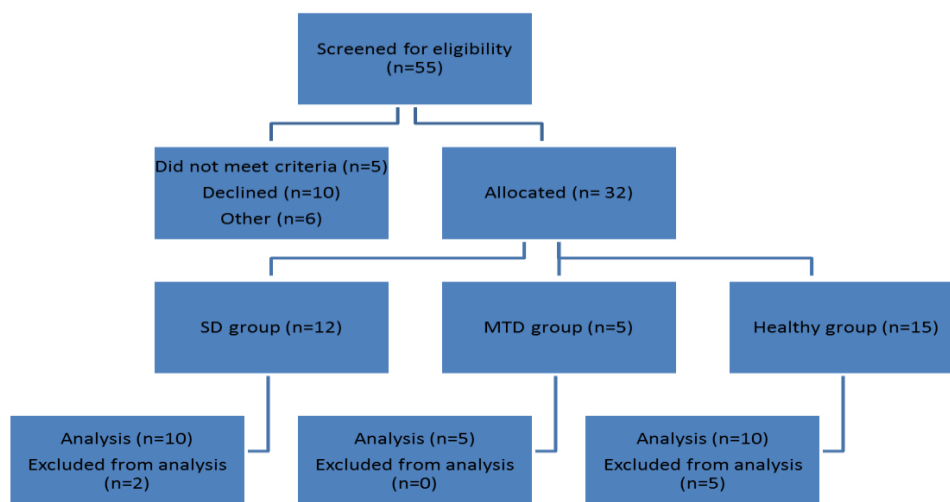 Screened for eligibility
(n=55)
Did not meet criteria (n=5)
Declined (n=10)
Other (n=6)
Allocated (n= 32)
SD group (n=12)
MTD group (n=5)
Healthy group (n=15)
Analysis (n=10)
Excluded from analysis
(n=2)
Analysis (n=5)
Excluded from analysis
(n=0)
Analysis (n=10)
Excluded from analysis
(n=5)